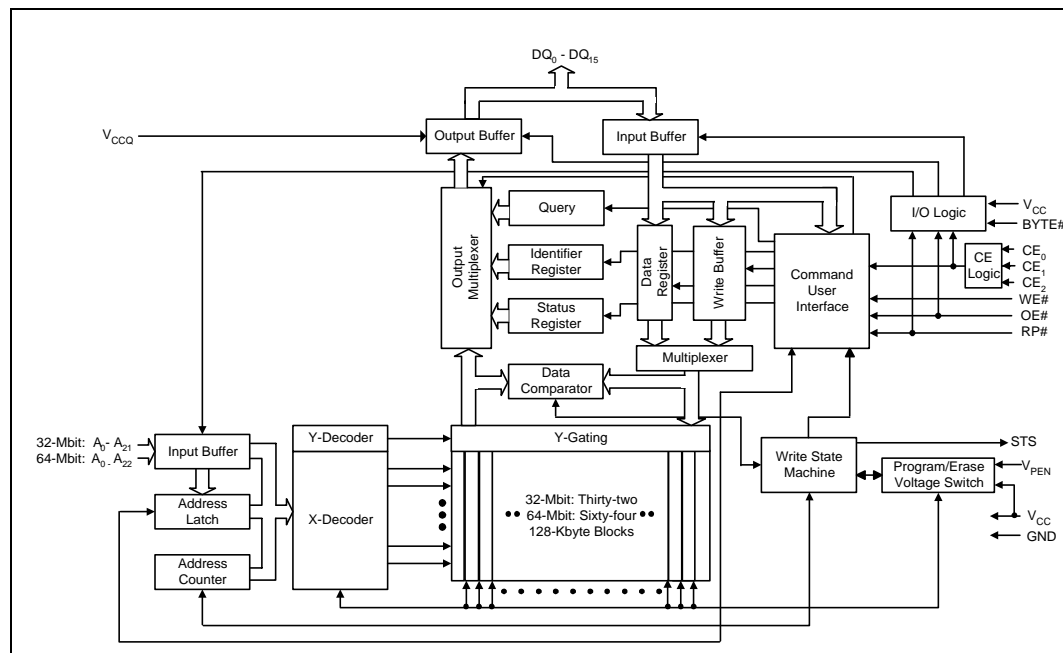 DQ0 - DQ15
VCCQ
Output Buffer
Input Buffer
Output
Multiplexer
Query
Identifier
Register
Status
Register
Data
Register
Write Buffer
Command
User
Interface
I/O Logic
VCC
BYTE#
CE
Logic
CE0
CE1
CE2
WE#
OE#
RP#
Multiplexer
Data
Comparator
32-Mbit: A0- A21
64-Mbit: A0 - A22
Input Buffer
Y-Decoder
Y-Gating
Address
Latch
X-Decoder
32-Mbit: Thirty-two
64-Mbit: Sixty-four
128-Kbyte Blocks
Address
Counter
Write State
Machine
STS
Program/Erase
Voltage Switch
VPEN
VCC
GND